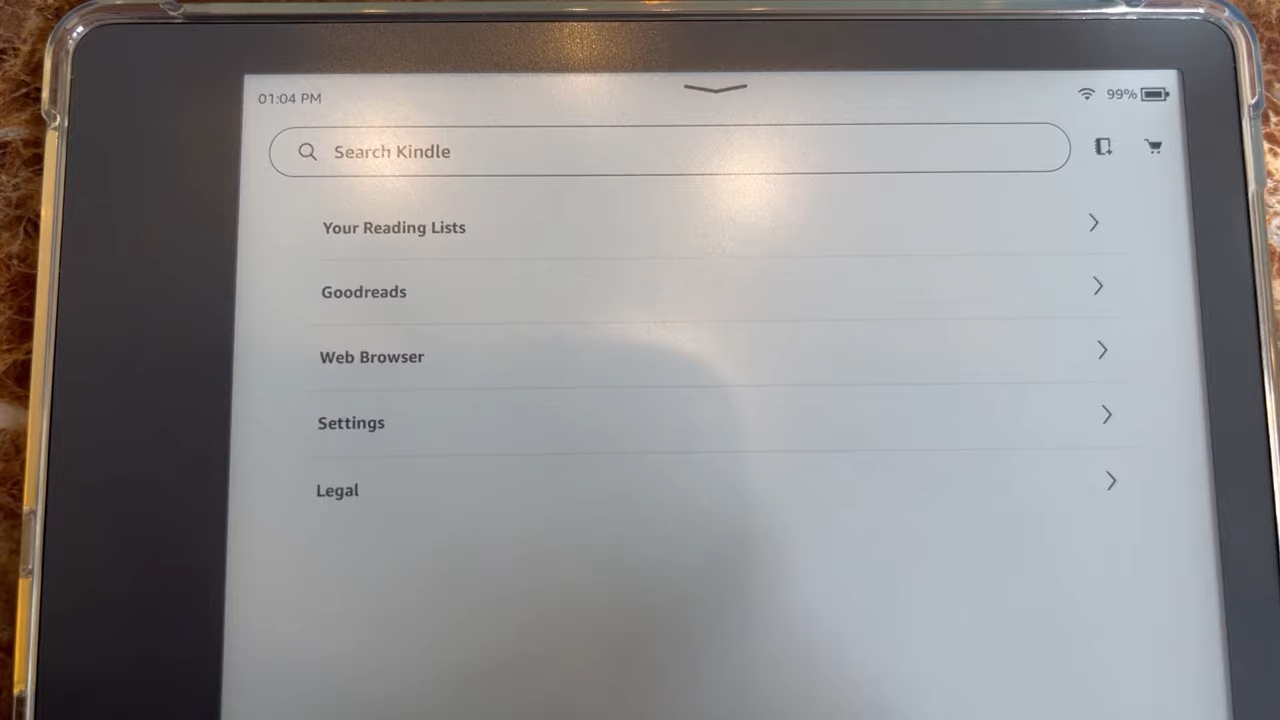 01:04 PM
99%
Search Kindle
Your Reading Lists
Goodreads
Web Browser
Settings
Legal